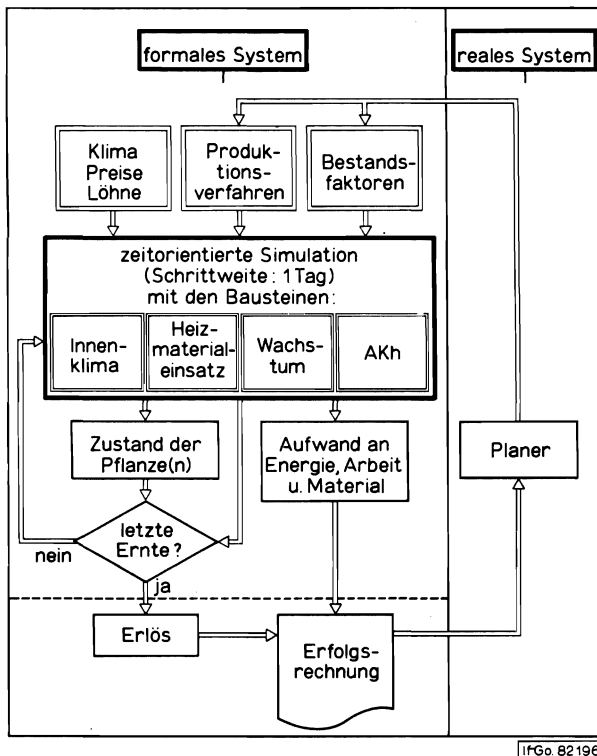 formales System
reales System
Klima
Preise
Löhne
Produk-
tions-
verfahren
Bestands-
faktoren
zeitorientierte Simulation
(Schrittweite: 1 Tag)
mit den Bausteinen:
Innen-
klima
Heiz-
material-
einsatz
Wachs-
tum
AKh
Zustand der
Pflanze(n)
Aufwand an
Energie, Arbeit
u. Material
Planer
letzte
Ernte?
nein
ja
Erlös
Erfolgs-
rechnung
IfGo. 82196